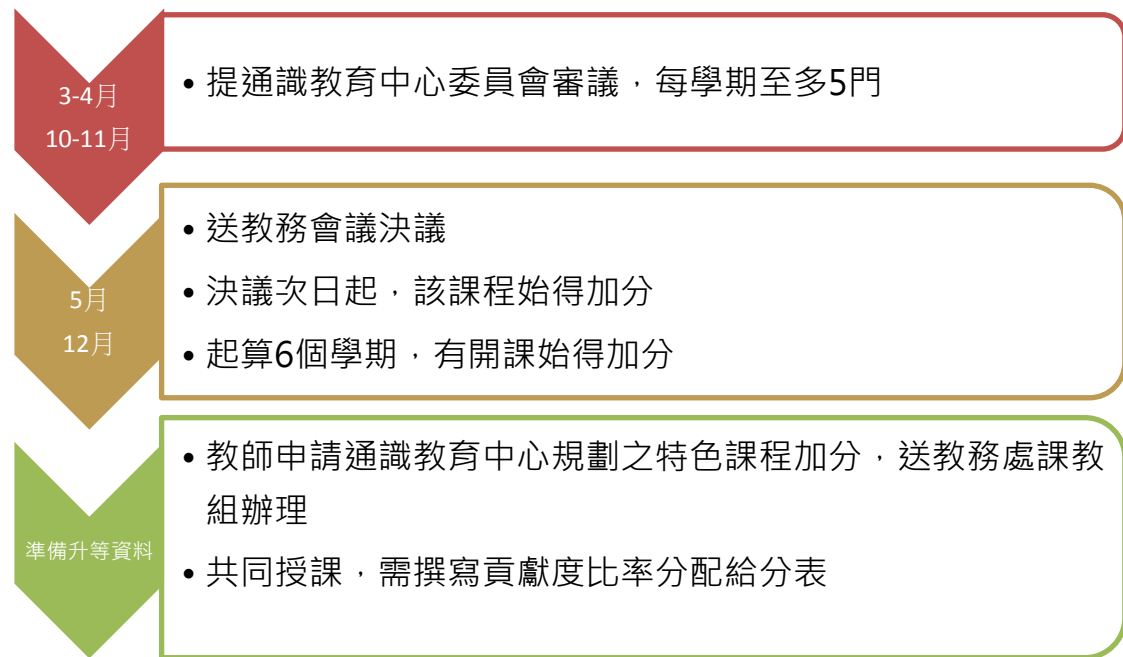 3-4月
10-11月
• 提通識教育中心委員會審議，每學期至多5門
5月
12月
• 送教務會議決議
• 決議次日起，該課程始得加分
• 起算6個學期，有開課始得加分
準備升等資料
• 教師申請通識教育中心規劃之特色課程加分，送教務處課教
組辦理
• 共同授課，需撰寫貢獻度比率分配給分表